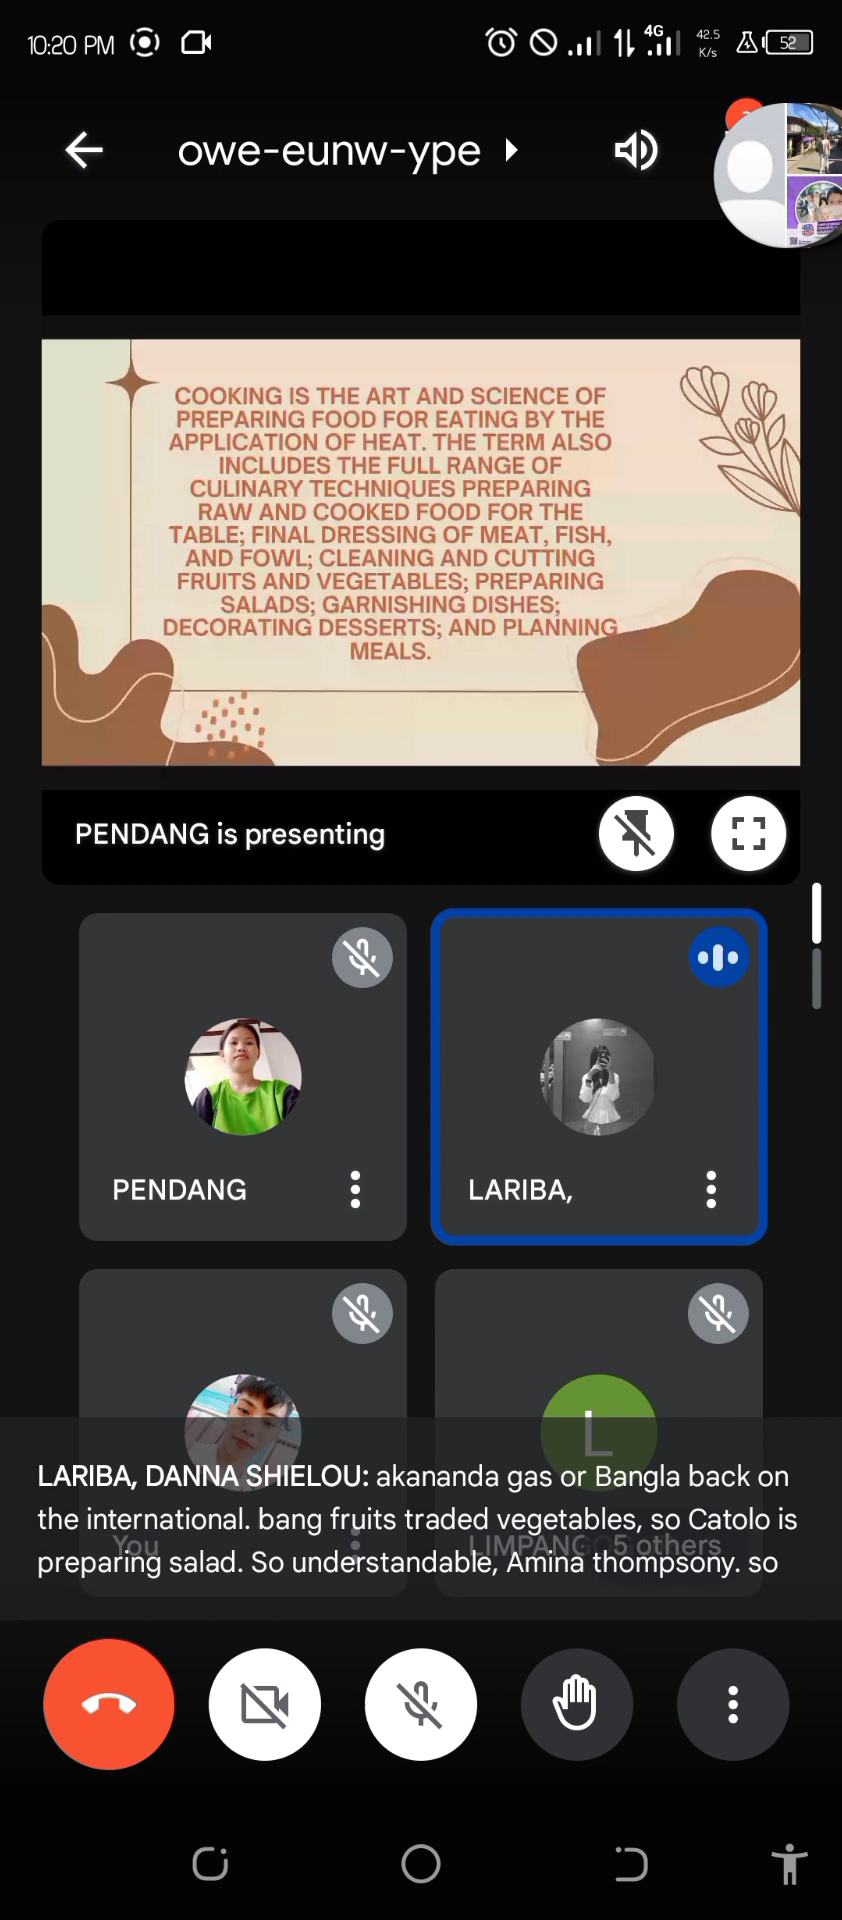 10:20 PM
4G
42.5
K/s
52
owe-eunw-ype
COOKING IS THE ART AND SCIENCE OF
PREPARING FOOD FOR EATING BY THE
APPLICATION OF HEAT. THE TERM ALSO
INCLUDES THE FULL RANGE OF
CULINARY TECHNIQUES PREPARING
RAW AND COOKED FOOD FOR THE
TABLE; FINAL DRESSING OF MEAT, FISH,
AND FOWL; CLEANING AND CUTTING
FRUITS AND VEGETABLES; PREPARING
SALADS; GARNISHING DISHES;
DECORATING DESSERTS; AND PLANNING
MEALS.
PENDANG is presenting
PENDANG
LARIBA,
L
LARIBA, DANNA SHIELOU: akananda gas or Bangla back on
the international. bang fruits traded vegetables, so Catolo is
You
5 others
preparing salad. So understandable, Amina thompsony. so